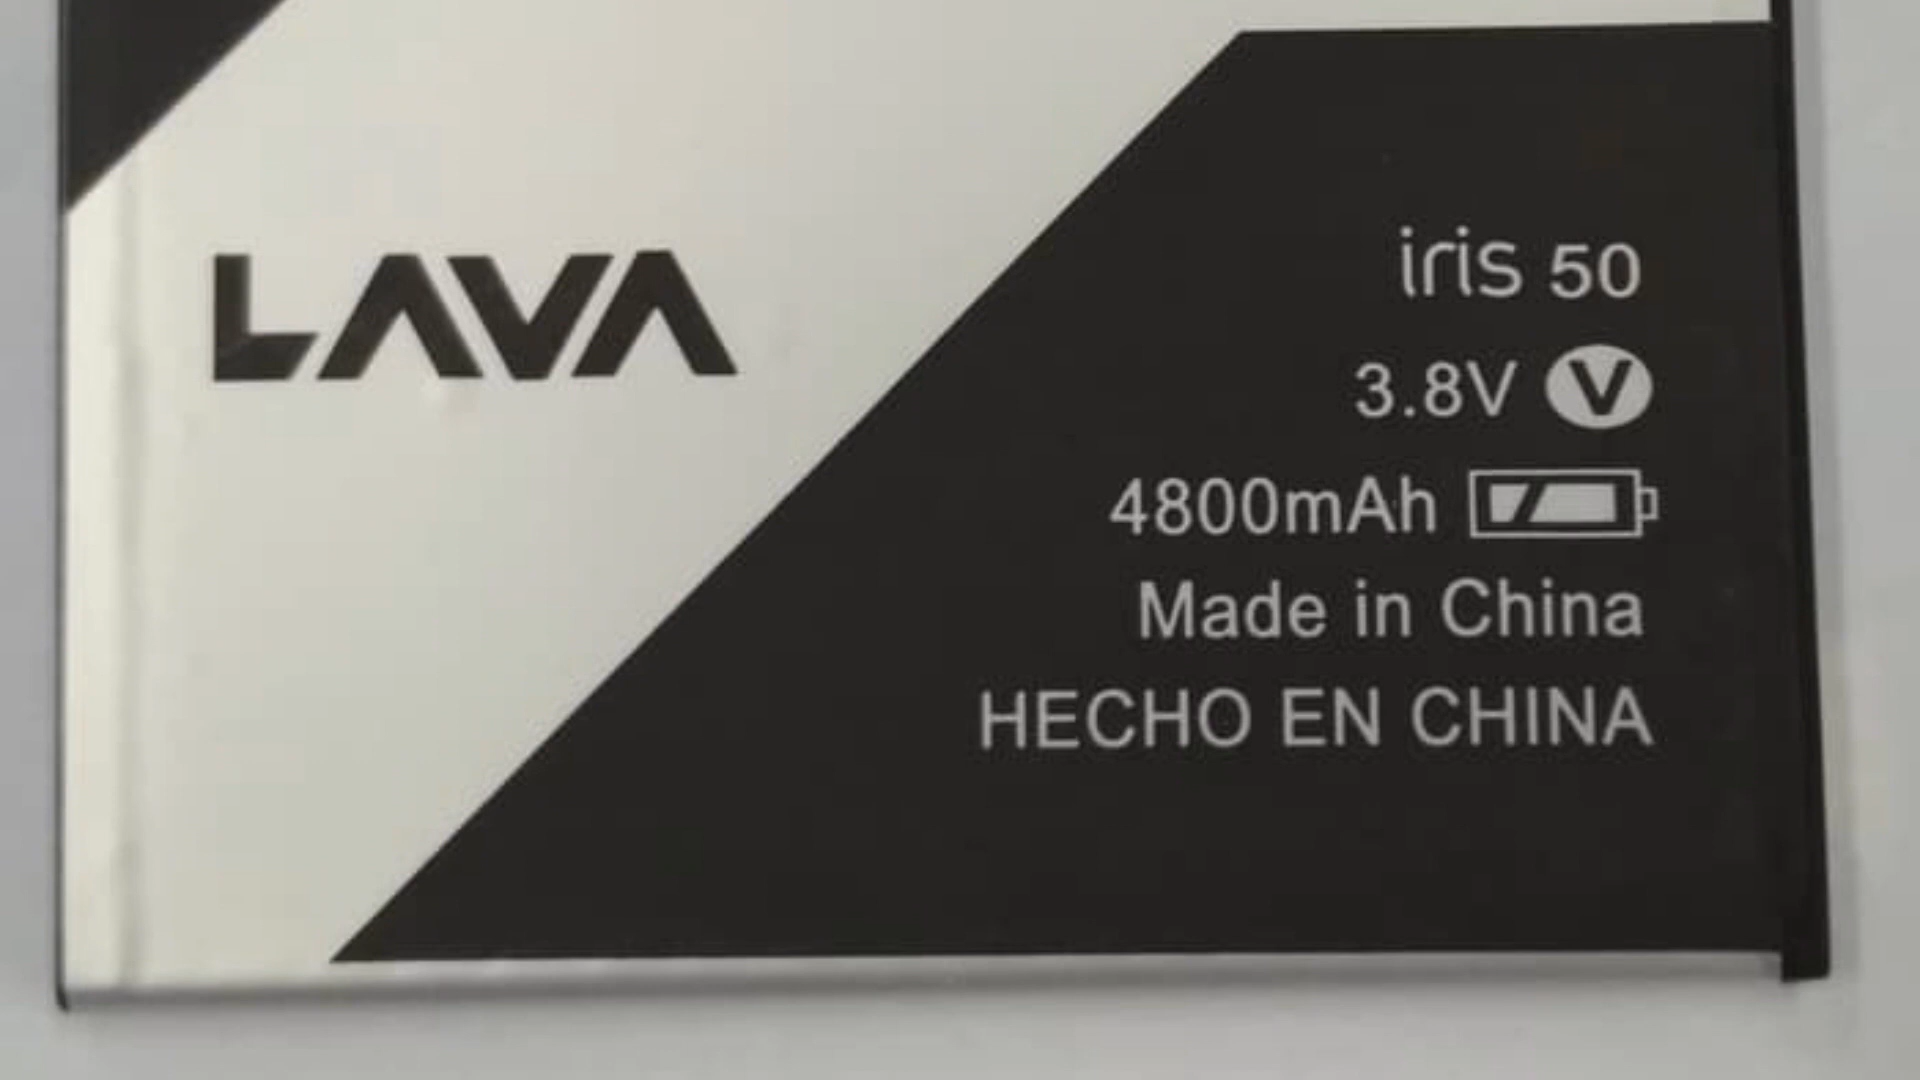 LAVA
iris 50
3.8V V
4800mAh
Made in China
HECHO EN CHINA